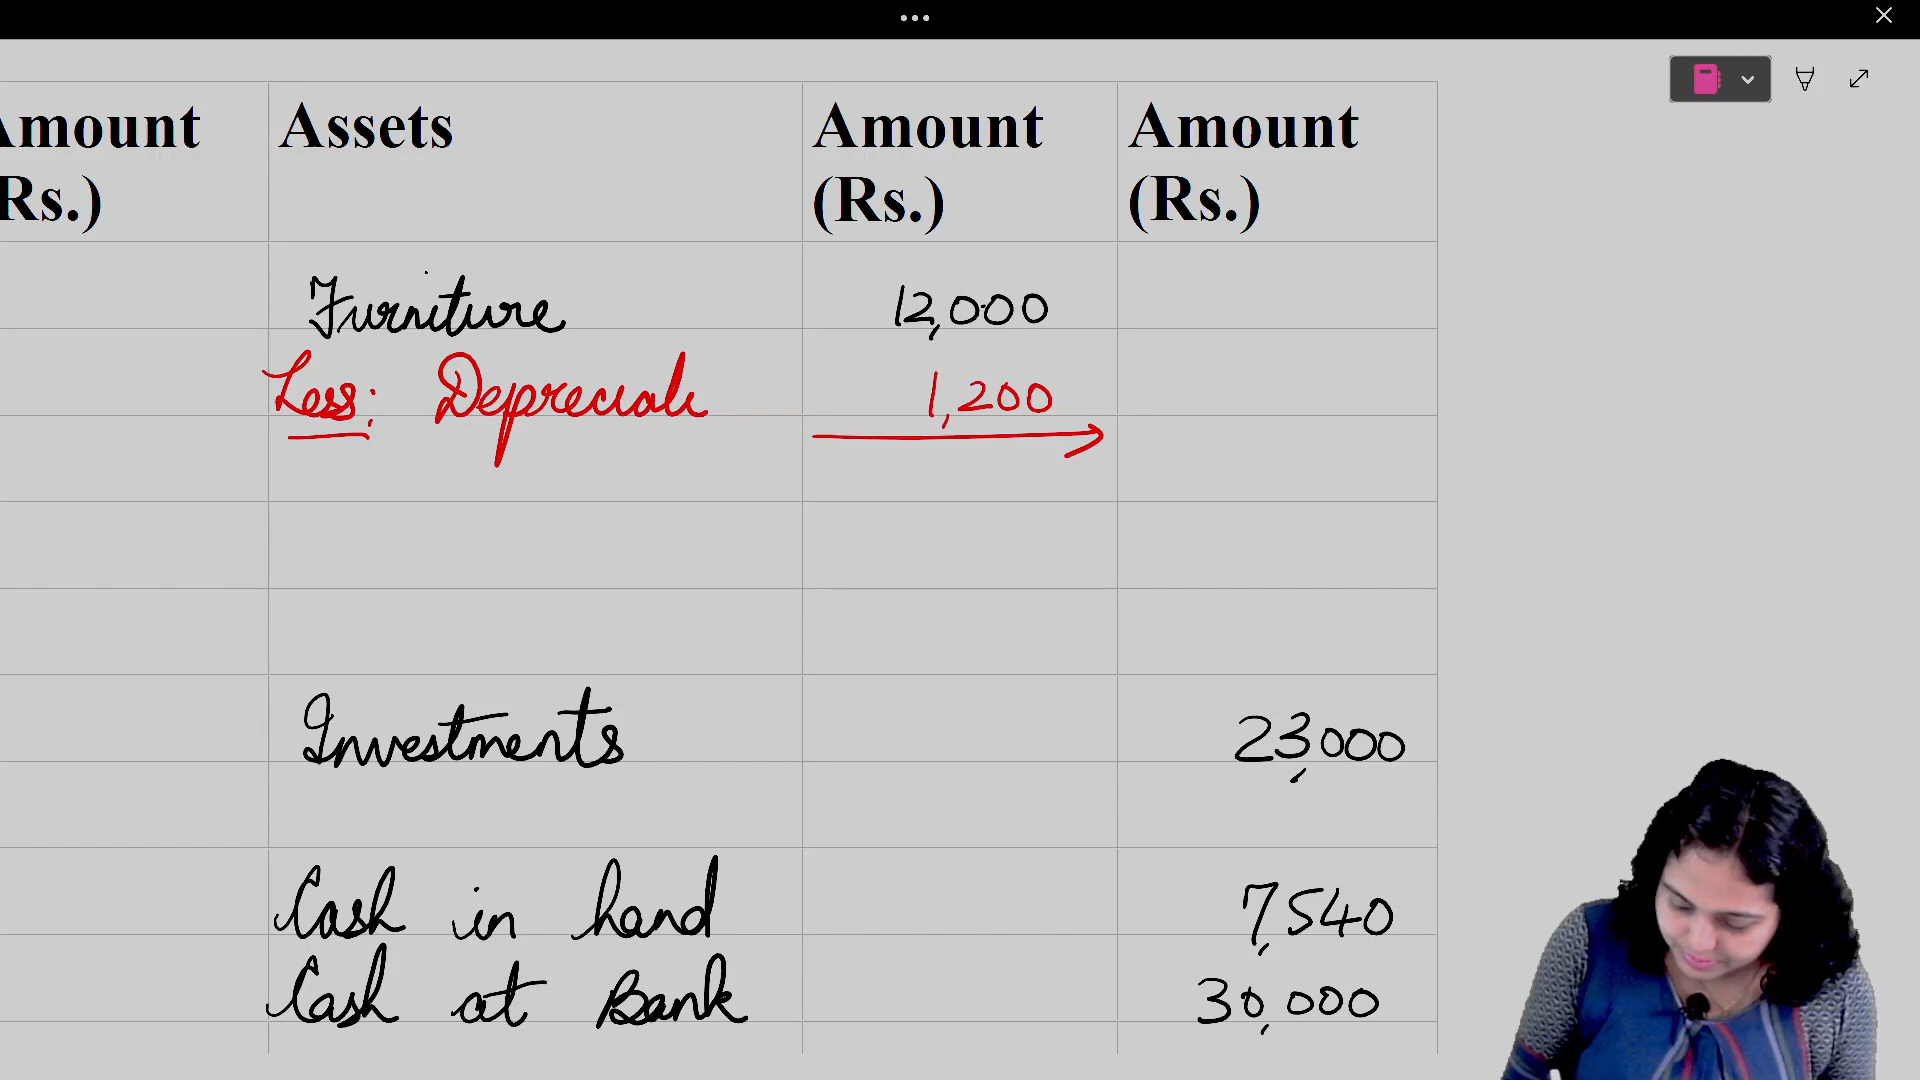 Amount Assets Amount Amount
Rs.) (Rs.) (Rs.)
Furniture 12,000
Less: Depreciate 1,200
Investments 23,000
Cash in hand 7,540
Cash at Bank 30,000